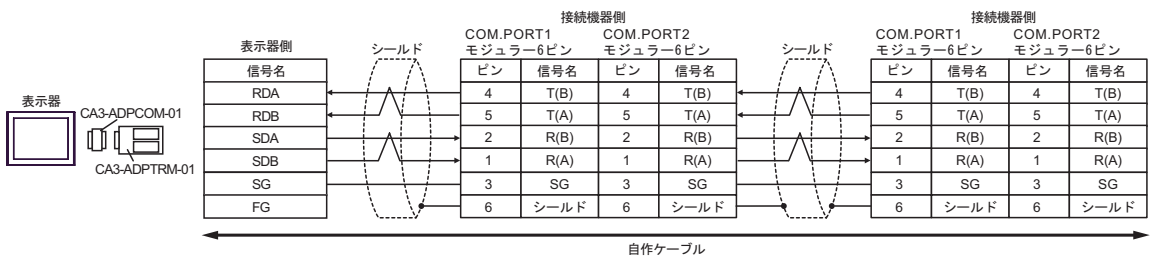 接続機器側
接続機器側
COM.PORT1 COM.PORT2
COM.PORT1 COM.PORT2
表示器側 シールド モジュラー6ピン モジュラー6ピン シールド モジュラー6ピン モジュラー6ピン
信号名 ピン 信号名 ピン 信号名 ピン 信号名 ピン 信号名
表示器
CA3-ADPCOM-01
CA3-ADPTRM-01
RDA 4 T(B) 4 T(B) 4 T(B) 4 T(B)
RDB 5 T(A) 5 T(A) 5 T(A) 5 T(A)
SDA 2 R(B) 2 R(B) 2 R(B) 2 R(B)
SDB 1 R(A) 1 R(A) 1 R(A) 1 R(A)
SG 3 SG 3 SG 3 SG 3 SG
FG 6 シールド 6 シールド 6 シールド 6 シールド
自作ケーブル